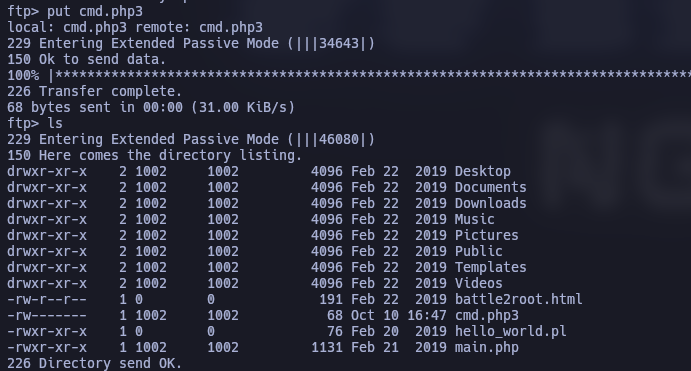 ftp> put cmd.php3
local: cmd.php3 remote: cmd.php3
229 Entering Extended Passive Mode (|||34643|)
150 Ok to send data.
100% |*******************************************************************************
226 Transfer complete.
68 bytes sent in 00:00 (31.00 KiB/s)
ftp> ls
229 Entering Extended Passive Mode (|||46080|)
150 Here comes the directory listing.
drwxr-xr-x    2 1002     1002         4096 Feb 22  2019 Desktop
drwxr-xr-x    2 1002     1002         4096 Feb 22  2019 Documents
drwxr-xr-x    2 1002     1002         4096 Feb 22  2019 Downloads
drwxr-xr-x    2 1002     1002         4096 Feb 22  2019 Music
drwxr-xr-x    2 1002     1002         4096 Feb 22  2019 Pictures
drwxr-xr-x    2 1002     1002         4096 Feb 22  2019 Public
drwxr-xr-x    2 1002     1002         4096 Feb 22  2019 Templates
drwxr-xr-x    2 1002     1002         4096 Feb 22  2019 Videos
-rw-r--r--    1 0        0             191 Feb 22  2019 battle2root.html
-rw-------    1 1002     1002           68 Oct 10 16:47 cmd.php3
-rwxr-xr-x    1 0        0              76 Feb 20  2019 hello_world.pl
-rwxr-xr-x    1 1002     1002         1131 Feb 21  2019 main.php
226 Directory send OK.